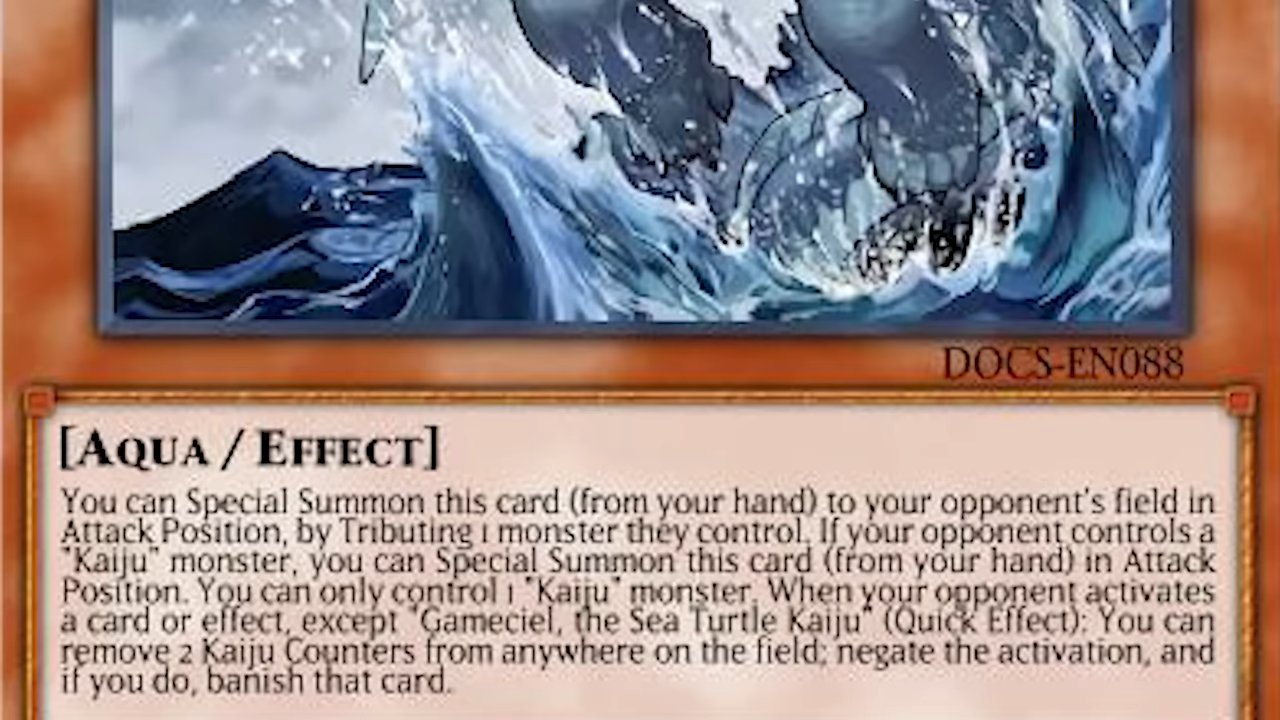 DOCS-EN088
[AQUA / EFFECT]
You can Special Summon this card (from your hand) to your opponent's field in
Attack Position, by Tributing 1 monster they control. If your opponent controls a
"Kaiju" monster, you can Special Summon this card (from your hand) in Attack
Position. You can only control 1 "Kaiju" monster. When your opponent activates
a card or effect, except "Gameciel, the Sea Turtle Kaiju" (Quick Effect): You can
remove 2 Kaiju Counters from anywhere on the field; negate the activation, and
if you do, banish that card.